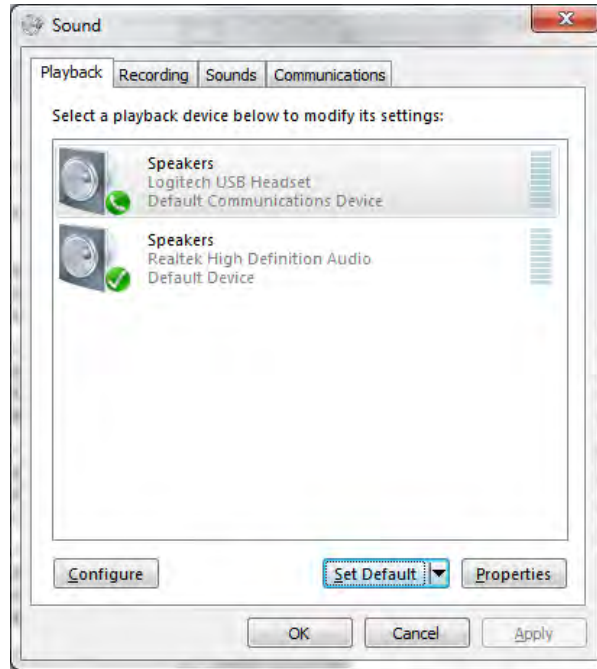 Sound
Playback Recording Sounds Communications
Select a playback device below to modify its settings:
Speakers
Logitech USB Headset
Default Communications Device
Speakers
Realtek High Definition Audio
Default Device
Configure Set Default Properties
OK Cancel Apply